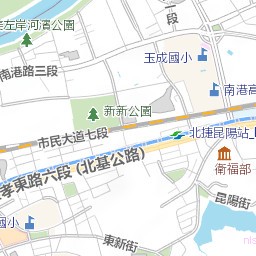 左岸河濱公
一段
玉成國小
南港路三段
南港高
新新公園
市民大道七段
北捷昆陽站
孝東路六段 (北基公路)
衛福部
昆陽街
國小
東新街
nls